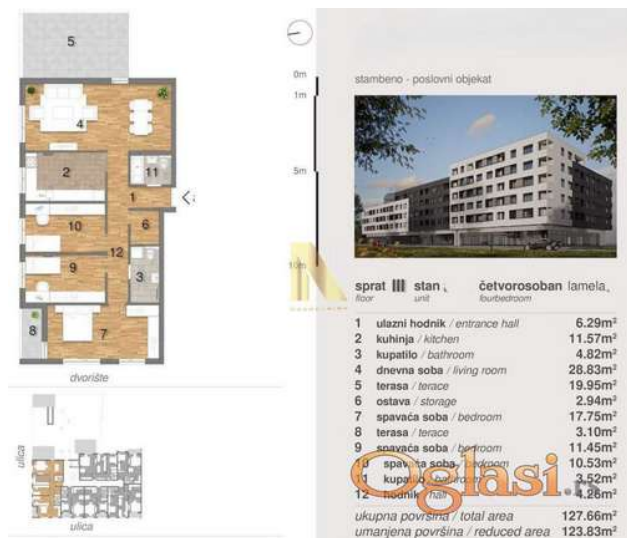 5
4
2
11
1
10
6
12
9
3
7
8
dvorište
ulica
ulica
0m
1m
5m
10m
stambeno - poslovni objekat
sprat III stan četvorosoban lamela
floor unit fourbedroom
1 ulazni hodnik / entrance hall 6.29m²
2 kuhinja / kitchen 11.57m²
3 kupatilo / bathroom 4.82m²
4 dnevna soba / living room 28.83m²
5 terasa / terace 19.95m²
6 ostava / storage 2.94m²
7 spavaća soba / bedroom 17.75m²
8 terasa / terace 3.10m²
9 spavaća soba / bedroom 11.45m²
10 spavaća soba / bedroom 10.53m²
11 kupatilo / bathroom 3.52m²
12 hodnik / hall 4.26m²
Oglasi
ukupna površina / total area 127.66m²
umanjena površina / reduced area 123.83m²